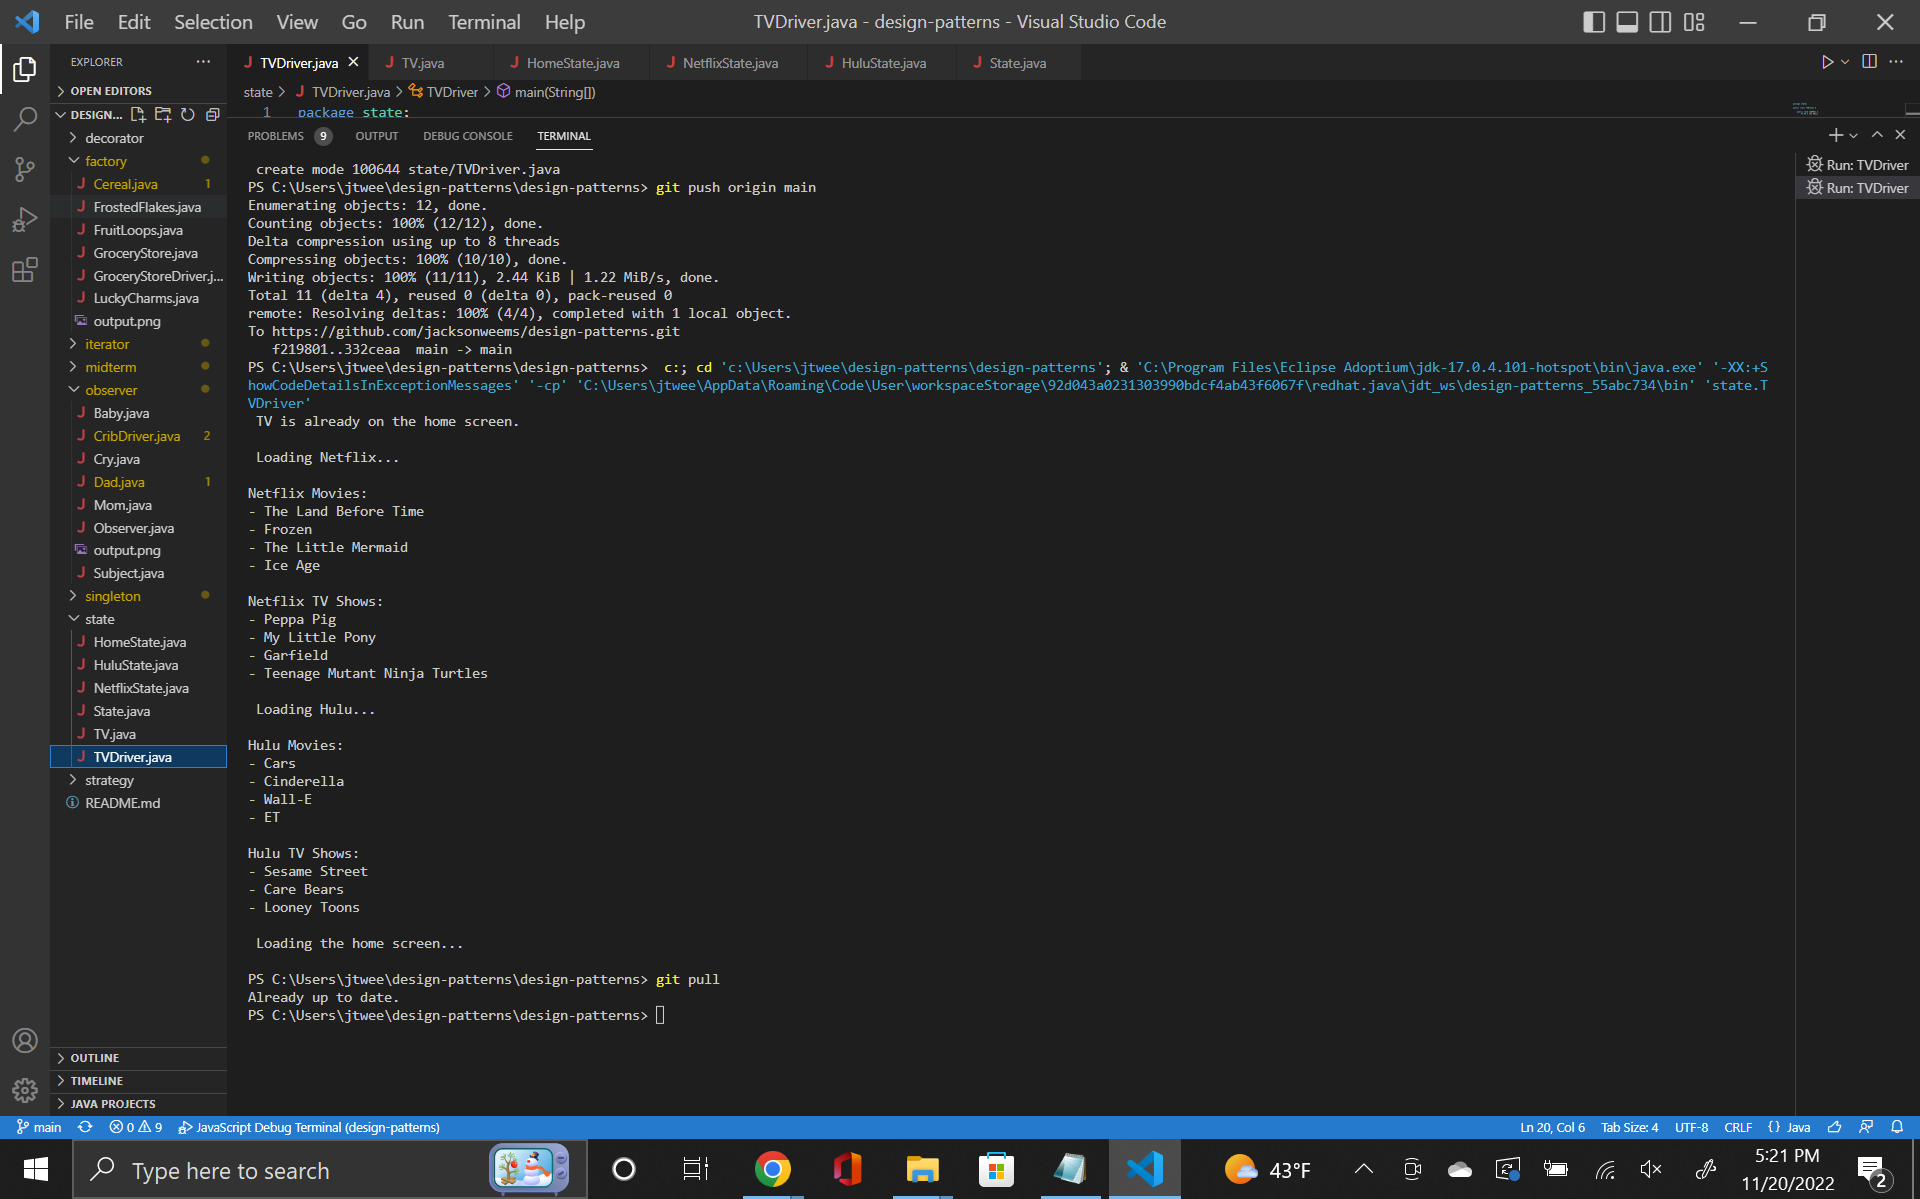 File Edit Selection View Go Run Terminal Help
TVDriver.java - design-patterns - Visual Studio Code
EXPLORER
TVDriver.java
TV.java
HomeState.java
NetflixState.java
HuluState.java
State.java
OPEN EDITORS
state > TVDriver.java > TVDriver > main(String[])
1 package state;
DESIGN...
decorator
factory
Cereal.java 1
FrostedFlakes.java
FruitLoops.java
GroceryStore.java
GroceryStoreDriver.j...
LuckyCharms.java
output.png
iterator
midterm
observer
Baby.java
CribDriver.java 2
Cry.java
Dad.java 1
Mom.java
Observer.java
output.png
Subject.java
singleton
state
HomeState.java
HuluState.java
NetflixState.java
State.java
TV.java
TVDriver.java
strategy
README.md
OUTLINE
TIMELINE
JAVA PROJECTS
PROBLEMS 9 OUTPUT DEBUG CONSOLE TERMINAL
create mode 100644 state/TVDriver.java
PS C:\Users\jtwee\design-patterns\design-patterns> git push origin main
Enumerating objects: 12, done.
Counting objects: 100% (12/12), done.
Delta compression using up to 8 threads
Compressing objects: 100% (10/10), done.
Writing objects: 100% (11/11), 2.44 KiB | 1.22 MiB/s, done.
Total 11 (delta 4), reused 0 (delta 0), pack-reused 0
remote: Resolving deltas: 100% (4/4), completed with 1 local object.
To https://github.com/jacksonweems/design-patterns.git
f219801..332ceaa main -> main
PS C:\Users\jtwee\design-patterns\design-patterns> c:; cd 'c:\Users\jtwee\design-patterns\design-patterns'; & 'C:\Program Files\Eclipse Adoptium\jdk-17.0.4.101-hotspot\bin\java.exe' '-XX:+S
howCodeDetailsInExceptionMessages' '-cp' 'C:\Users\jtwee\AppData\Roaming\Code\User\workspaceStorage\92d043a0231303990bdcf4ab43f6067f\redhat.java\jdt_ws\design-patterns_55abc734\bin' 'state.T
VDriver'
TV is already on the home screen.
Loading Netflix...
Netflix Movies:
- The Land Before Time
- Frozen
- The Little Mermaid
- Ice Age
Netflix TV Shows:
- Peppa Pig
- My Little Pony
- Garfield
- Teenage Mutant Ninja Turtles
Loading Hulu...
Hulu Movies:
- Cars
- Cinderella
- Wall-E
- ET
Hulu TV Shows:
- Sesame Street
- Care Bears
- Looney Toons
Loading the home screen...
PS C:\Users\jtwee\design-patterns\design-patterns> git pull
Already up to date.
PS C:\Users\jtwee\design-patterns\design-patterns>
Run: TVDriver
Run: TVDriver
main 0 9 JavaScript Debug Terminal (design-patterns)
Ln 20, Col 6 Tab Size: 4 UTF-8 CRLF {} Java
Type here to search
43°F
5:21 PM
11/20/2022
2